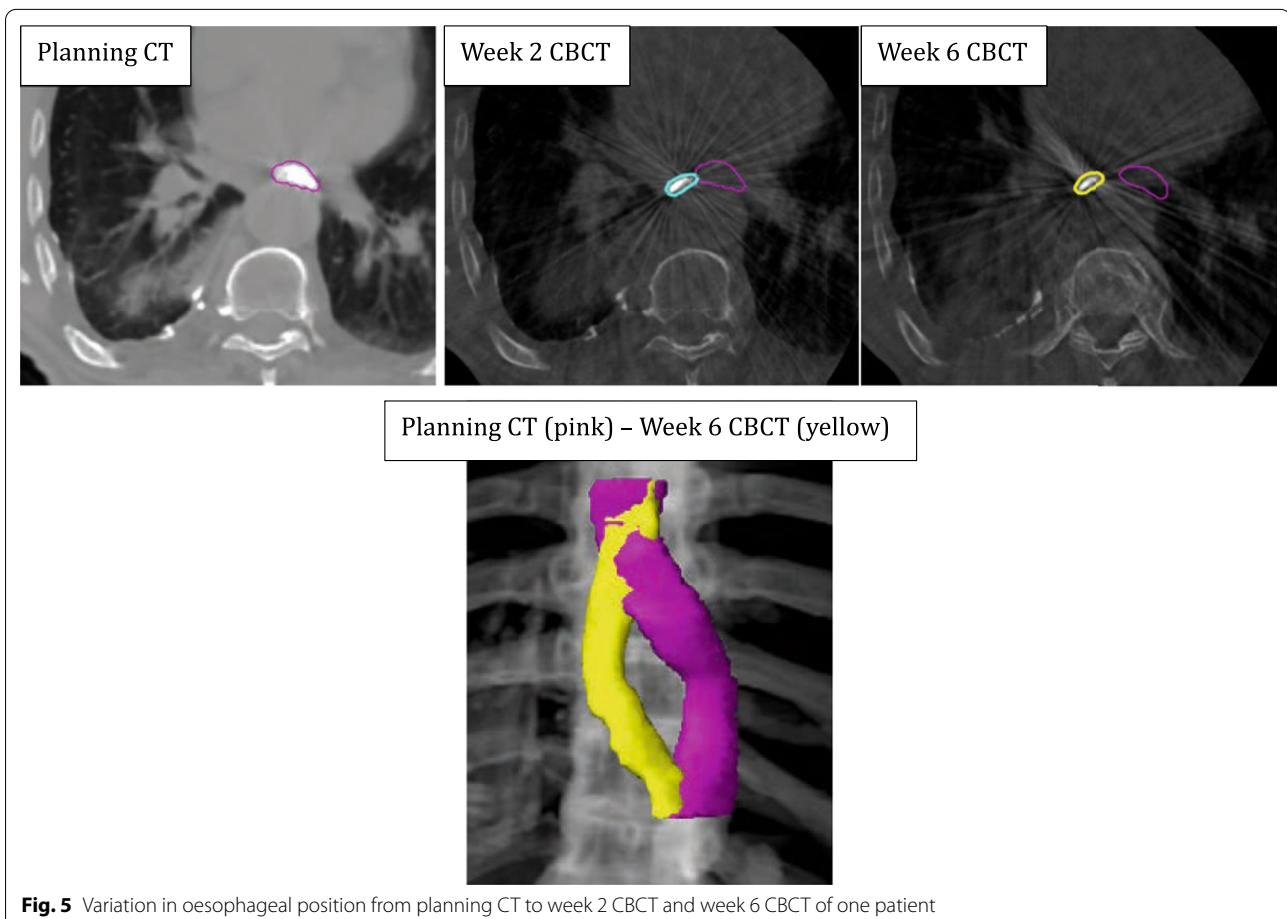 Planning CT
Week 2 CBCT
Week 6 CBCT
Planning CT (pink) – Week 6 CBCT (yellow)
Fig. 5 Variation in oesophageal position from planning CT to week 2 CBCT and week 6 CBCT of one patient